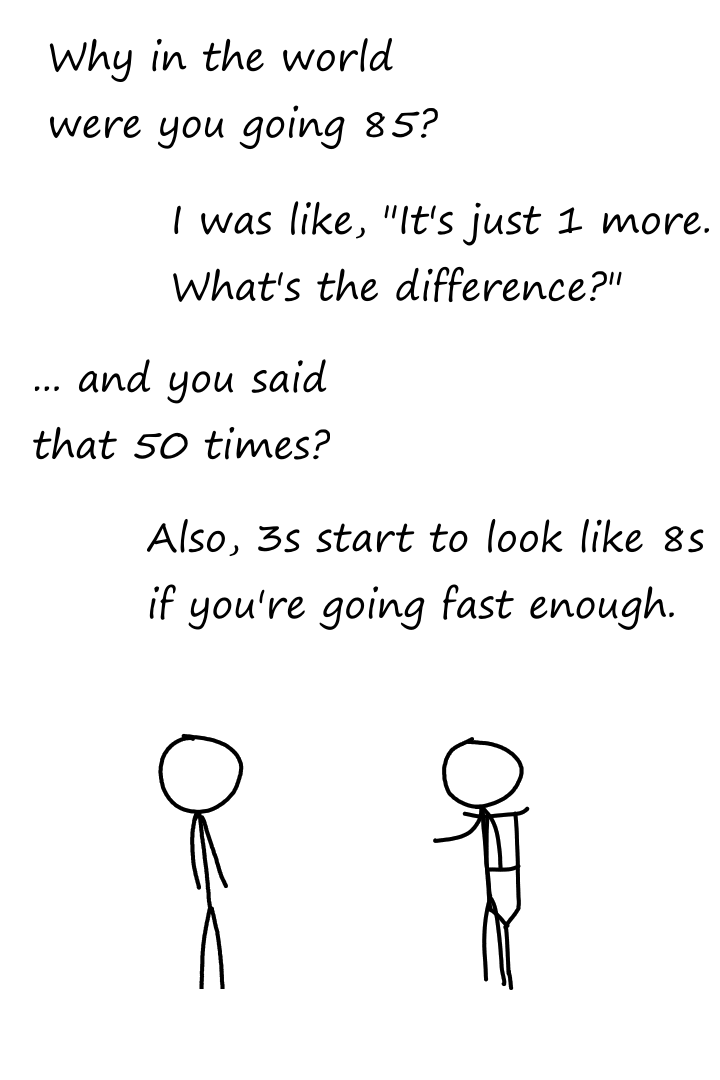 Why in the world
were you going 85?
I was like, "It's just 1 more.
What's the difference?"
... and you said
that 50 times?
Also, 3s start to look like 8s
if you're going fast enough.